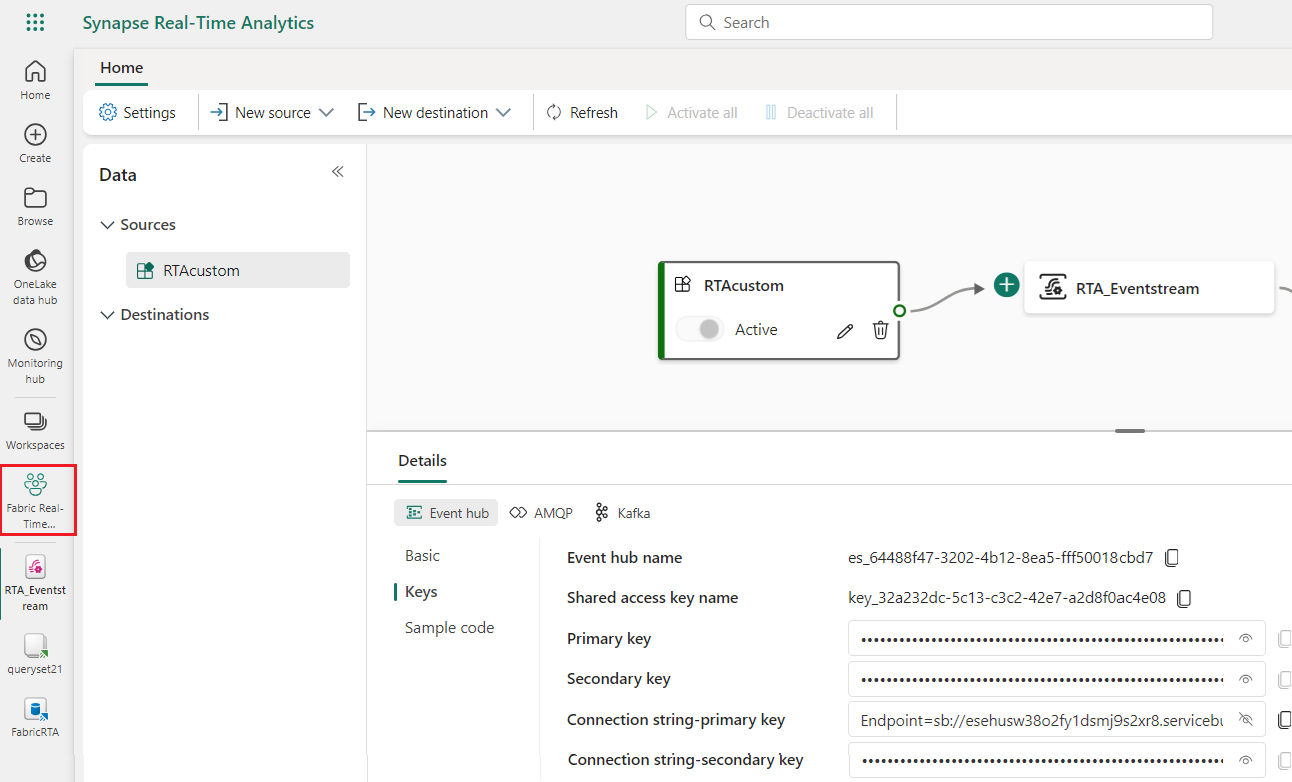 Synapse Real-Time Analytics
Search
Home
Home
Settings
New source
New destination
Refresh
Activate all
Deactivate all
Create
Browse
OneLake
data hub
Monitoring
hub
Workspaces
Fabric Real-
Time...
RTA_Eventst
ream
queryset21
FabricRTA
Data
Sources
RTAcustom
Destinations
RTAcustom
Active
RTA_Eventstream
Details
Event hub
AMQP
Kafka
Basic
Keys
Sample code
Event hub name es_64488f47-3202-4b12-8ea5-fff50018cbd7
Shared access key name key_32a232dc-5c13-c3c2-42e7-a2d8f0ac4e08
Primary key
Secondary key
Connection string-primary key Endpoint=sb://esehusw38o2fy1dsmj9s2xr8.servicebu
Connection string-secondary key